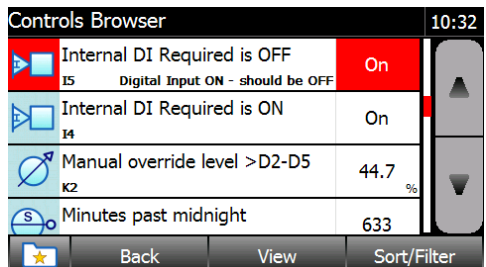 Controls Browser 10:32
Internal DI Required is OFF On
I5 Digital Input ON - should be OFF
Internal DI Required is ON On
I4
Manual override level >D2-D5 44.7 %
K2
Minutes past midnight 633
S
Back View Sort/Filter